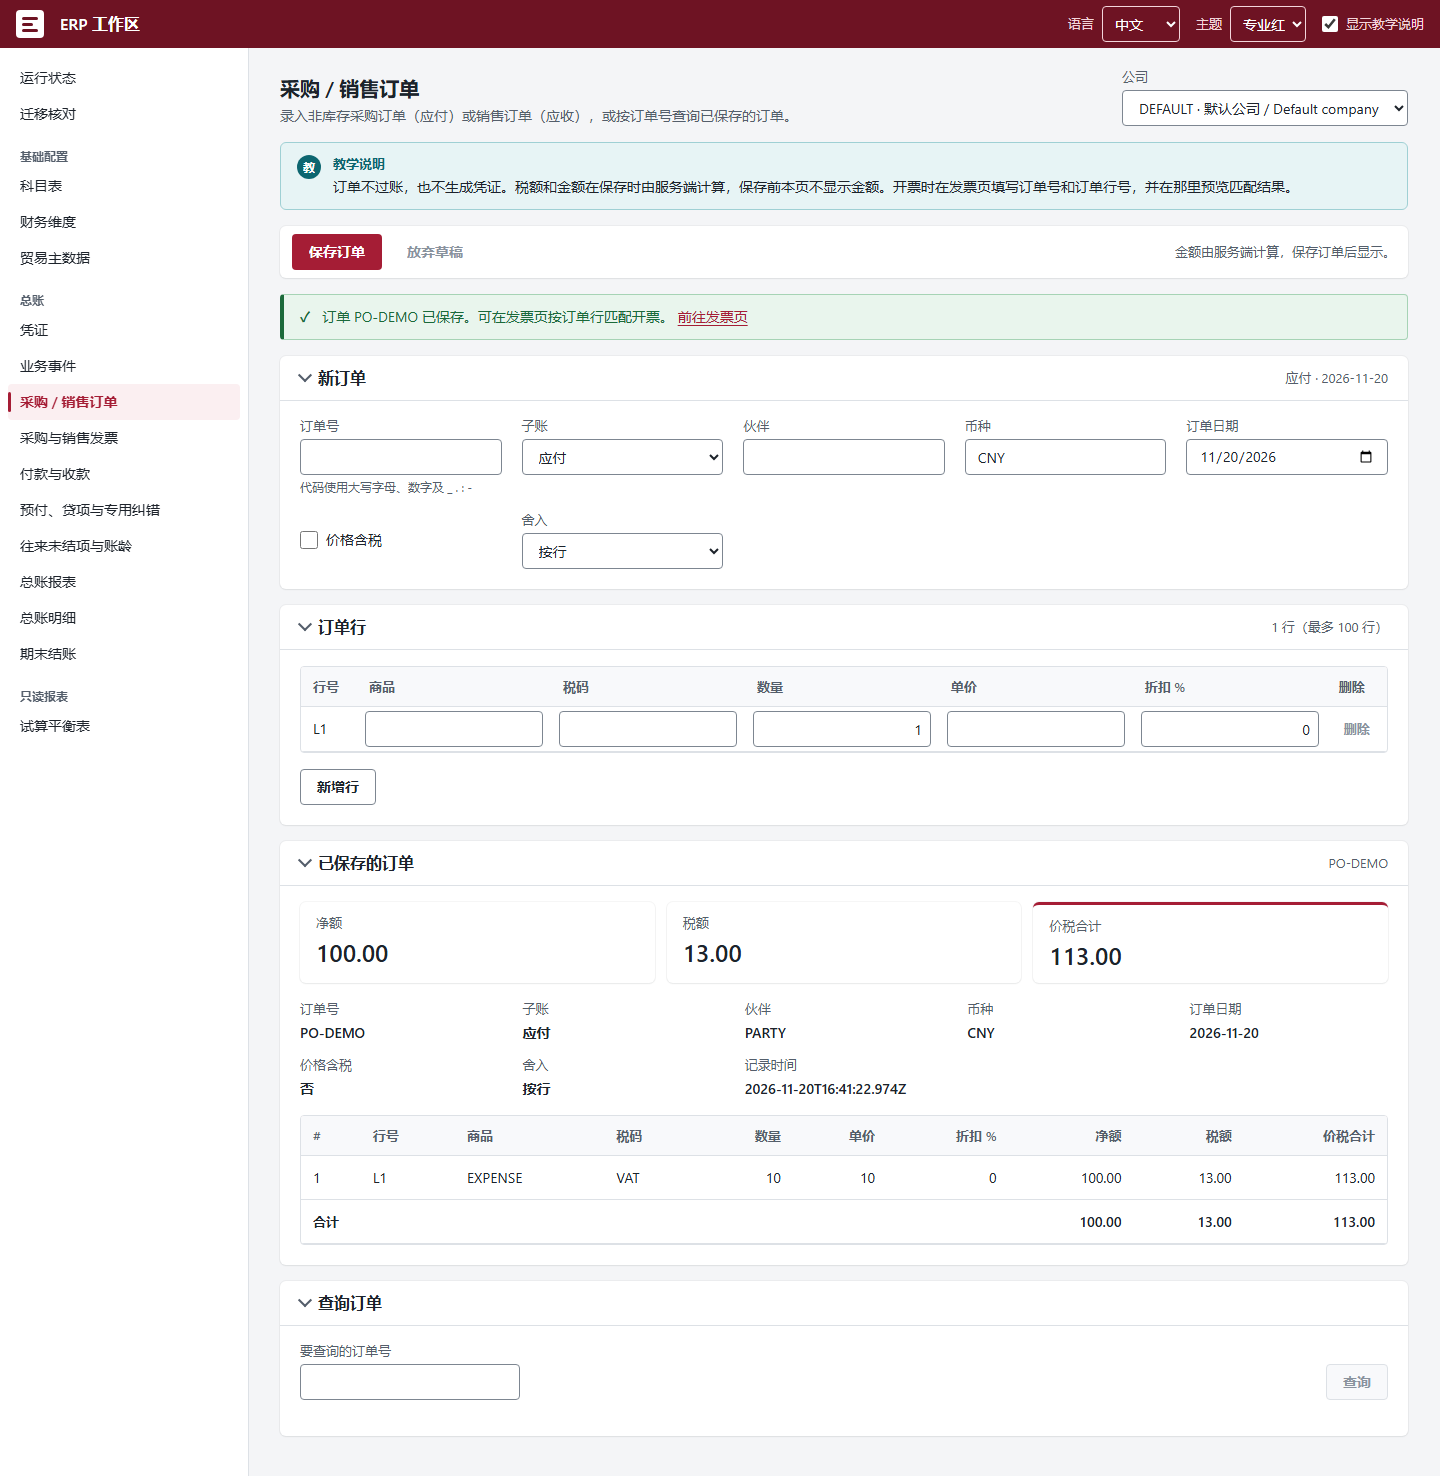 ERP 工作区
语言 中文 主题 专业红 显示教学说明
运行状态
迁移核对
基础配置
科目表
财务维度
贸易主数据
总账
凭证
业务事件
采购 / 销售订单
采购与销售发票
付款与收款
预付、贷项与专用纠错
往来未结项与账龄
总账报表
总账明细
期末结账
只读报表
试算平衡表
采购 / 销售订单
录入非库存采购订单（应付）或销售订单（应收），或按订单号查询已保存的订单。
公司
DEFAULT · 默认公司 / Default company
教 教学说明
订单不过账，也不生成凭证。税额和金额在保存时由服务端计算，保存前本页不显示金额。开票时在发票页填写订单号和订单行号，并在那里预览匹配结果。
保存订单 放弃草稿 金额由服务端计算，保存订单后显示。
✓ 订单 PO-DEMO 已保存。可在发票页按订单行匹配开票。 前往发票页
新订单 应付 · 2026-11-20
订单号 子账 伙伴 币种 订单日期
应付 CNY 11/20/2026
代码使用大写字母、数字及 _ . : -
舍入
价格含税 按行
订单行 1 行（最多 100 行）
行号 商品 税码 数量 单价 折扣 % 删除
L1 1 0 删除
新增行
已保存的订单 PO-DEMO
净额 税额 价税合计
100.00 13.00 113.00
订单号 子账 伙伴 币种 订单日期
PO-DEMO 应付 PARTY CNY 2026-11-20
价格含税 舍入 记录时间
否 按行 2026-11-20T16:41:22.974Z
# 行号 商品 税码 数量 单价 折扣 % 净额 税额 价税合计
1 L1 EXPENSE VAT 10 10 0 100.00 13.00 113.00
合计 100.00 13.00 113.00
查询订单
要查询的订单号
查询